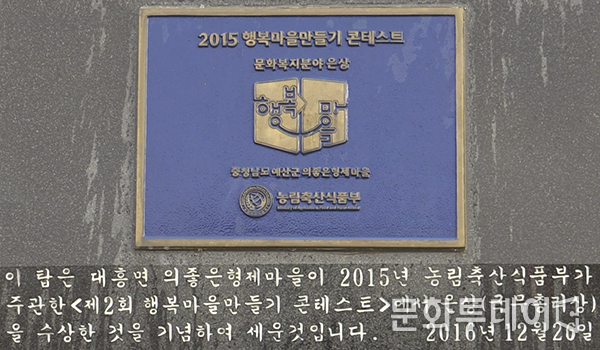 2015 행복마을만들기 콘테스트
문화복지분야 은상
행복마을
충청남도 예산군 의좋은형제마을
농림축산식품부
이 탑은 대흥면 의좋은형제마을이 2015년 농림축산식품부가
주관한<제2회 행복마을만들기 콘테스트>대서 은상
을 수상한 것을 기념하여 세운것입니다. 2016년 12월 26일
문화투데이